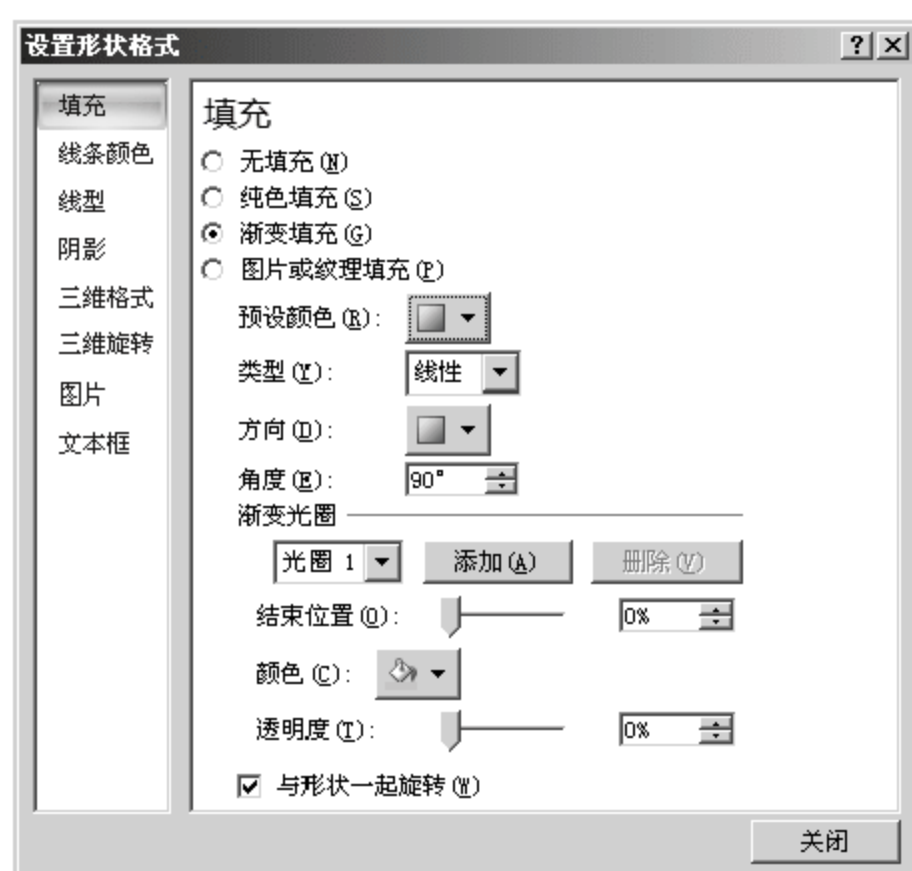 设置形状格式
填充
线条颜色
线型
阴影
三维格式
三维旋转
图片
文本框
填充
无填充(N)
纯色填充(S)
渐变填充(G)
图片或纹理填充(P)
预设颜色(R):
类型(Y): 线性
方向(D):
角度(E): 90°
渐变光圈
光圈 1 添加(A) 删除(V)
结束位置(O): 0%
颜色(C):
透明度(T): 0%
与形状一起旋转(W)
关闭